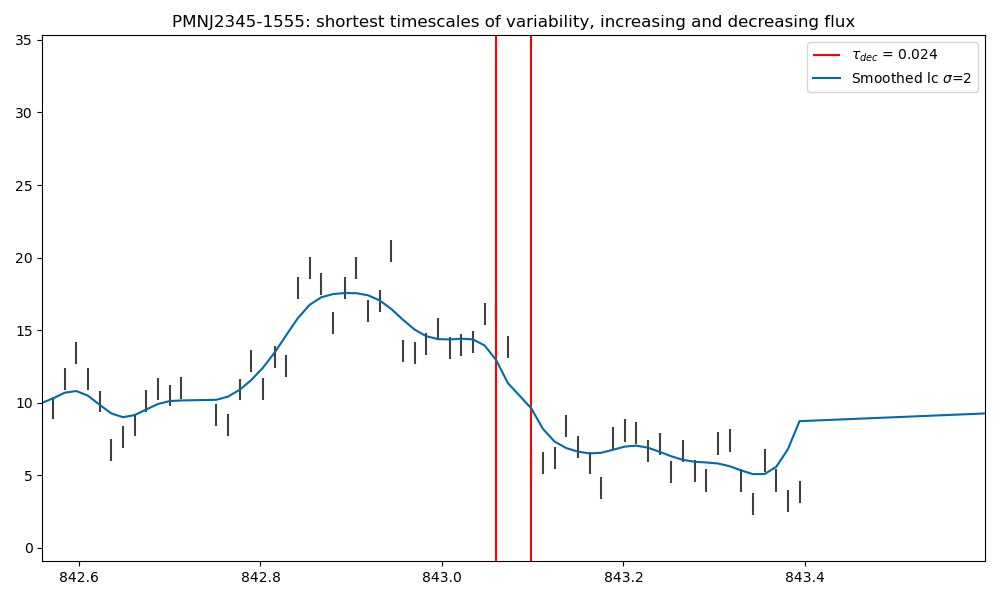 PMNJ2345-1555: shortest timescales of variability, increasing and decreasing flux
35
30
25
20
15
10
5
0
τ_dec = 0.024
Smoothed lc σ=2
842.6 842.8 843.0 843.2 843.4